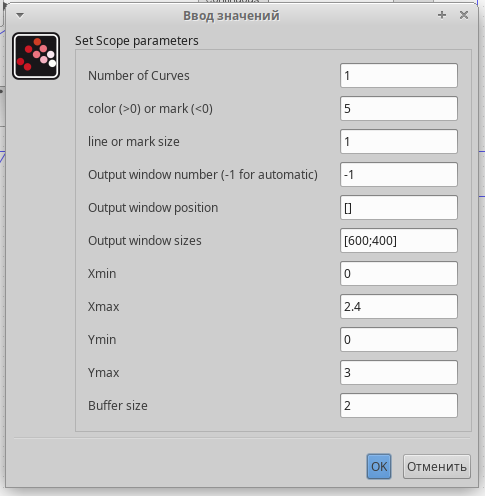 Ввод значений
Set Scope parameters
Number of Curves 1
color (>0) or mark (<0) 5
line or mark size 1
Output window number (-1 for automatic) -1
Output window position []
Output window sizes [600;400]
Xmin 0
Xmax 2.4
Ymin 0
Ymax 3
Buffer size 2
OK Отменить